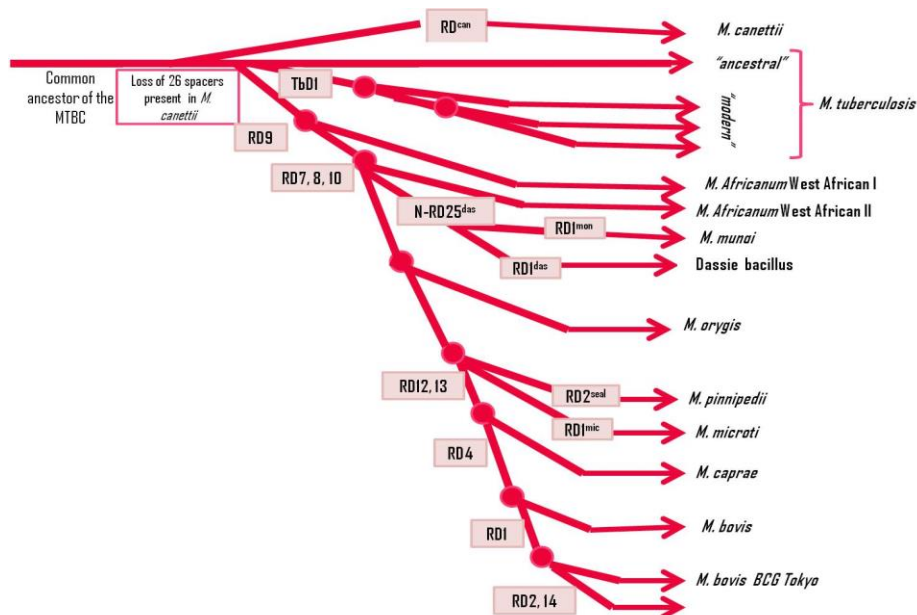 RDcan
M. canettii
"ancestral"
Common
ancestor of the
MTBC
Loss of 26 spacers
present in M.
canettii
TbD1
"modern"
M. tuberculosis
RD9
RD7, 8, 10
M. Africanum West African I
M. Africanum West African II
N-RD25das
RD1mon
M. mungi
RD1das
Dassie bacillus
M. orygis
RD12, 13
RD2seal
M. pinnipedii
RD1mic
M. microti
RD4
M. caprae
RD1
M. bovis
M. bovis BCG Tokyo
RD2, 14